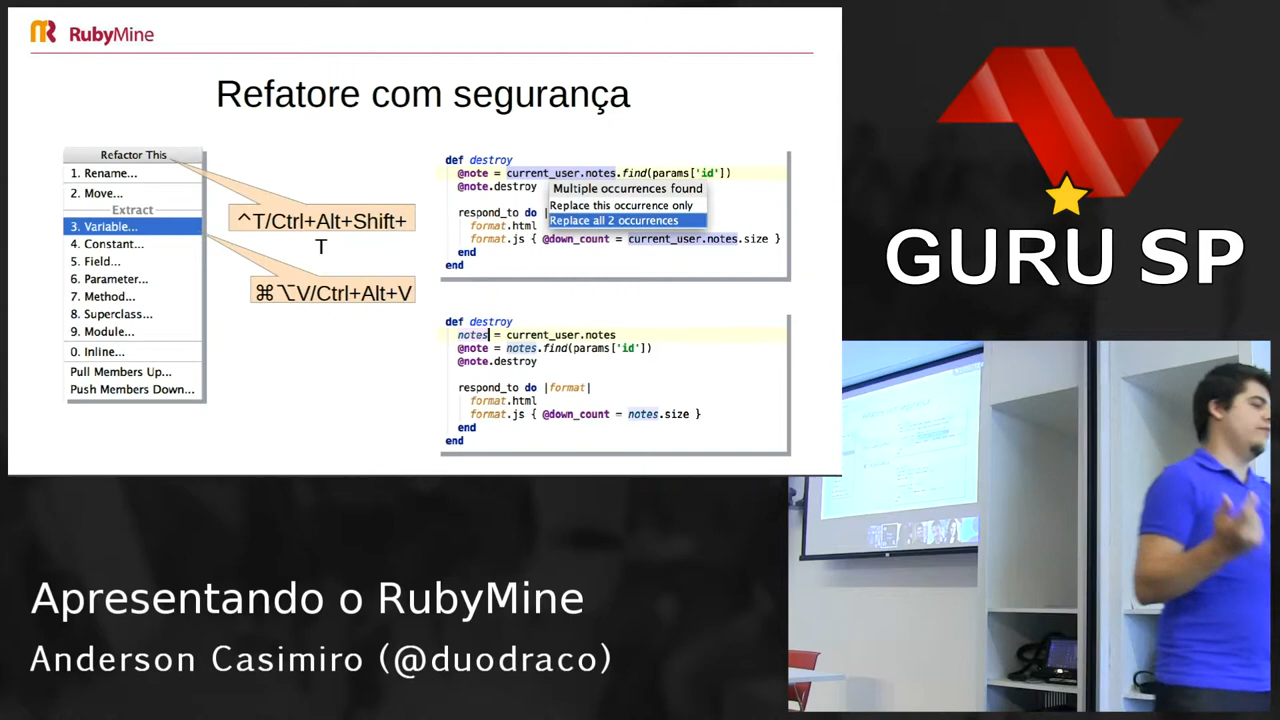 RubyMine
Refatore com segurança
Refactor This
1. Rename...
2. Move...
Extract
3. Variable...
4. Constant...
5. Field...
6. Parameter...
7. Method...
8. Superclass...
9. Module...
0. Inline...
Pull Members Up...
Push Members Down...
^T/Ctrl+Alt+Shift+
T
⌘⌥V/Ctrl+Alt+V
def destroy
@note = current_user.notes.find(params['id'])
@note.destroy
Multiple occurrences found
Replace this occurrence only
Replace all 2 occurrences
respond_to do |
format.html
format.js { @down_count = current_user.notes.size }
end
end
def destroy
notes = current_user.notes
@note = notes.find(params['id'])
@note.destroy
respond_to do |format|
format.html
format.js { @down_count = notes.size }
end
end
GURU SP
Apresentando o RubyMine
Anderson Casimiro (@duodraco)